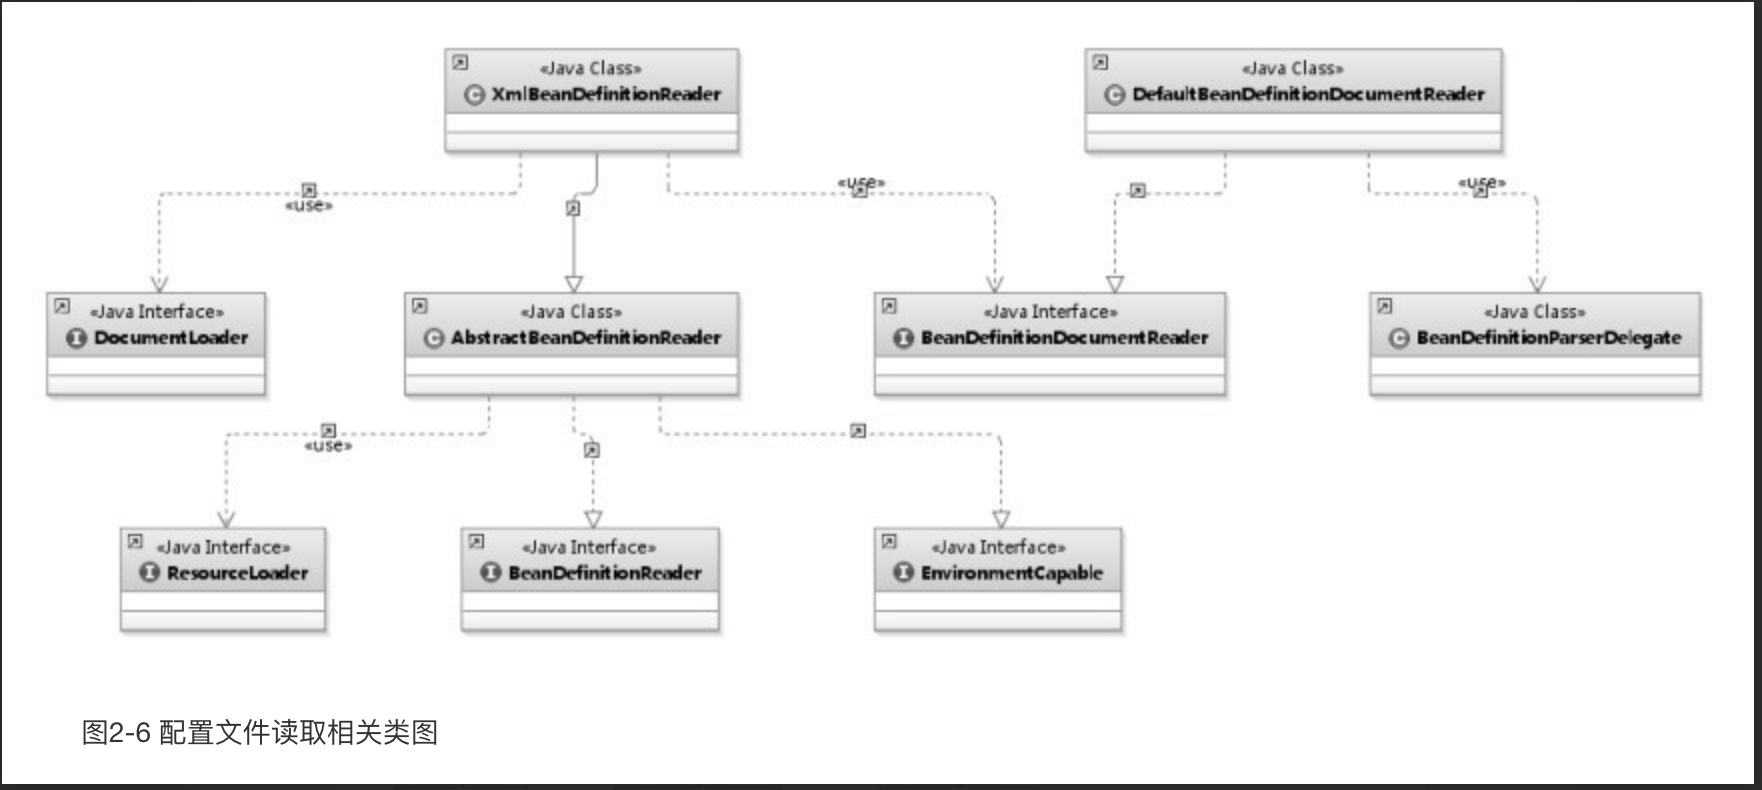 «Java Class»
XmlBeanDefinitionReader
«Java Class»
DefaultBeanDefinitionDocumentReader
«use»
«use»
«use»
«Java Interface»
DocumentLoader
«Java Class»
AbstractBeanDefinitionReader
«Java Interface»
BeanDefinitionDocumentReader
«Java Class»
BeanDefinitionParserDelegate
«use»
«Java Interface»
ResourceLoader
«Java Interface»
BeanDefinitionReader
«Java Interface»
EnvironmentCapable
图2-6 配置文件读取相关类图